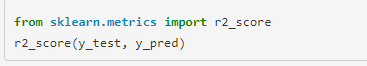 from sklearn.metrics import r2_score
r2_score(y_test, y_pred)